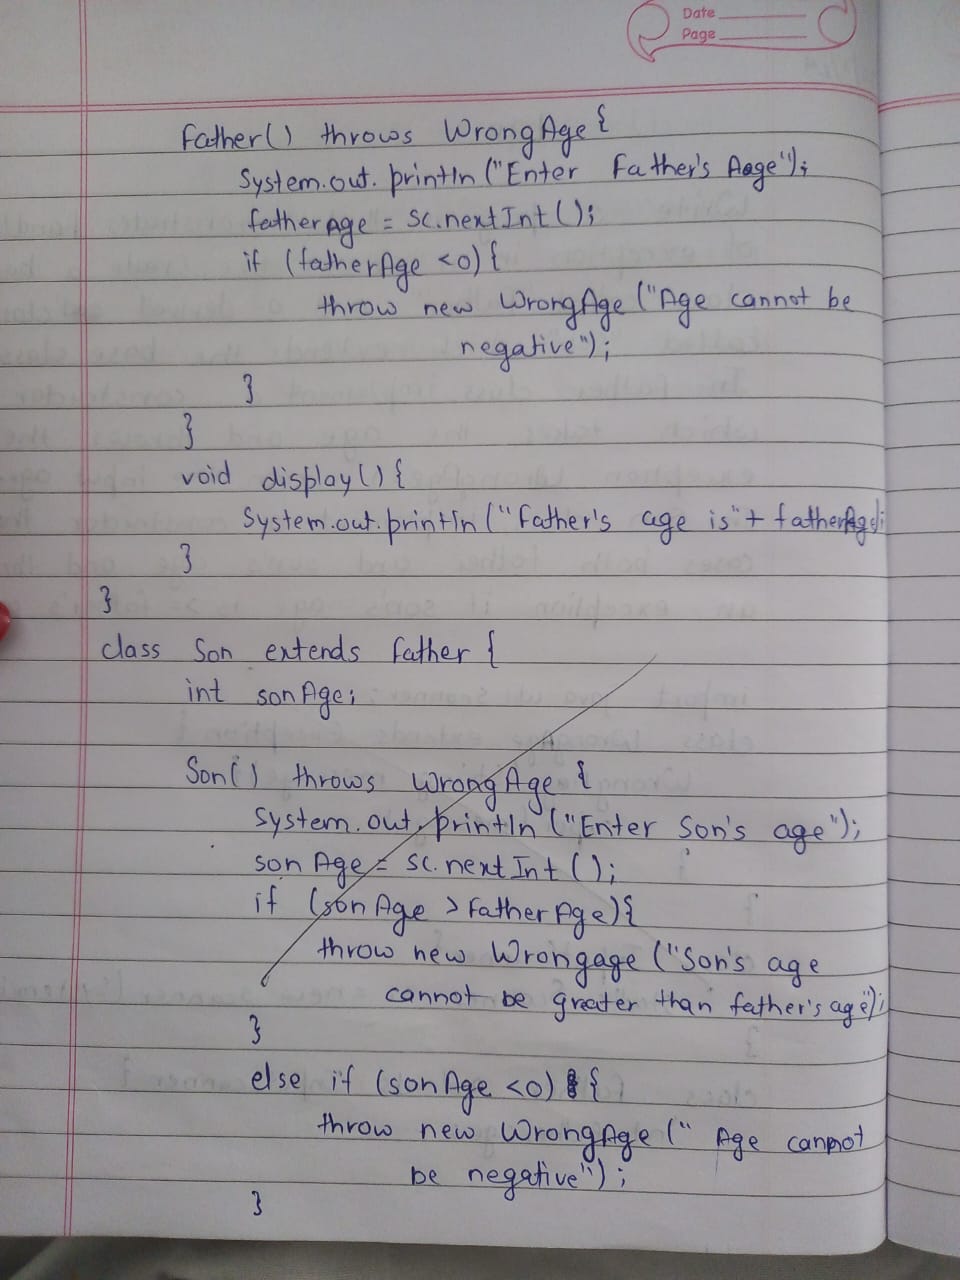 Date
Page
Father() throws WrongAge {
System.out.println("Enter Father's Aage");
fatherAge = sc.nextInt();
if (fatherAge <0){
throw new WrongAge ("Age cannot be
negative");
}
}
void display(){
System.out.println("Father's age is"+ fatherAge);
}
}
class Son extends Father {
int sonAge;
Son() throws WrongAge {
System.out.println("Enter Son's age");
sonAge = sc.nextInt();
if (sonAge > FatherAge){
throw new Wrongage ("Son's age
cannot be greater than father's age");
}
else if (sonAge <0) {
throw new WrongAge (" Age cannot
be negative");
}